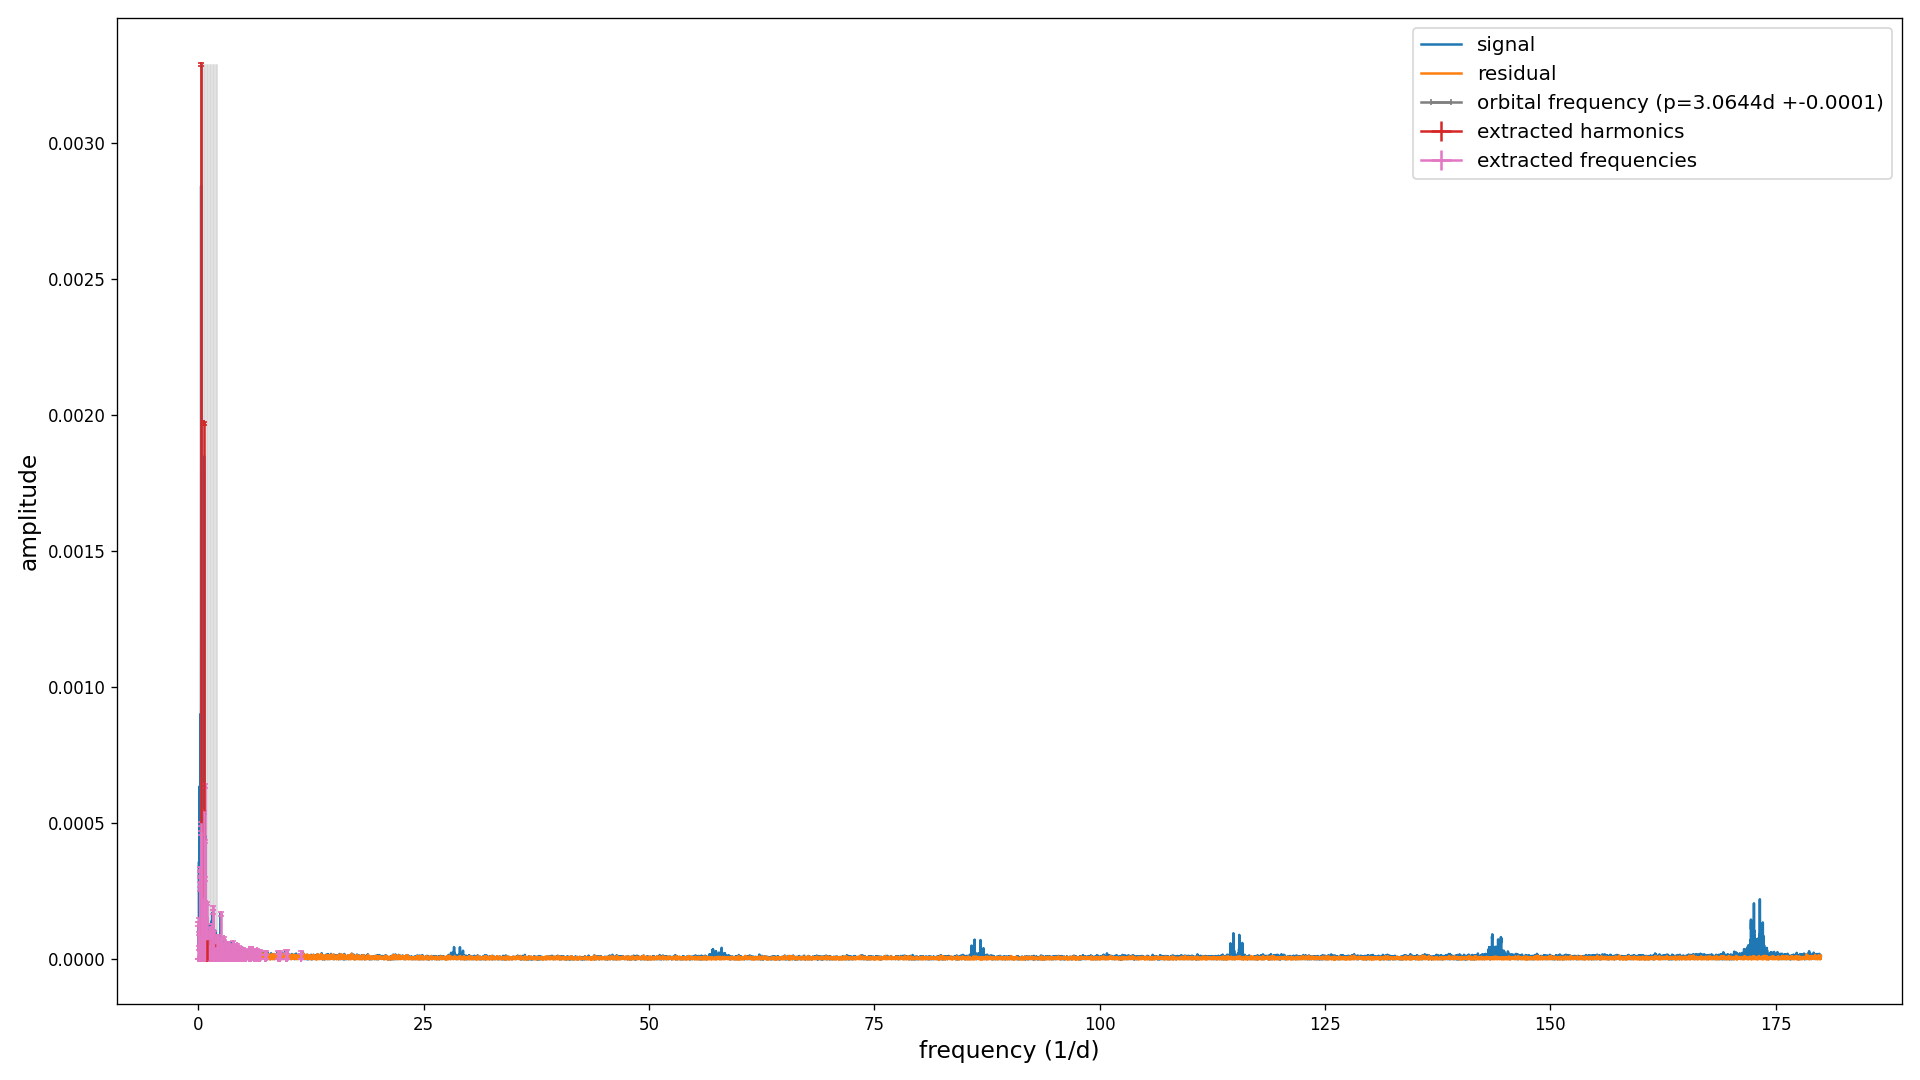 signal
residual
orbital frequency (p=3.0644d +-0.0001)
extracted harmonics
extracted frequencies
amplitude
0.0030
0.0025
0.0020
0.0015
0.0010
0.0005
0.0000
0 25 50 75 100 125 150 175
frequency (1/d)